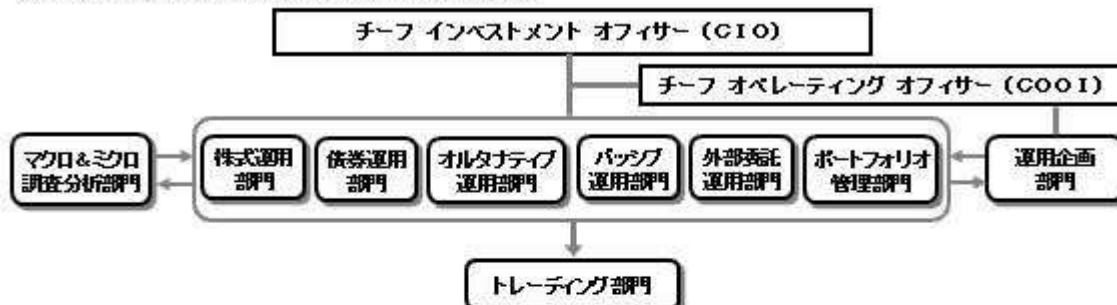 チーフ インベストメント オフィサー (CIO)
チーフ オペレーティング オフィサー (COOI)
マクロ&ミクロ
調査分析部門
株式運用
部門
債券運用
部門
オルタナティブ
運用部門
パッシブ
運用部門
外部委託
運用部門
ポートフォリオ
管理部門
運用企画
部門
トレーディング部門